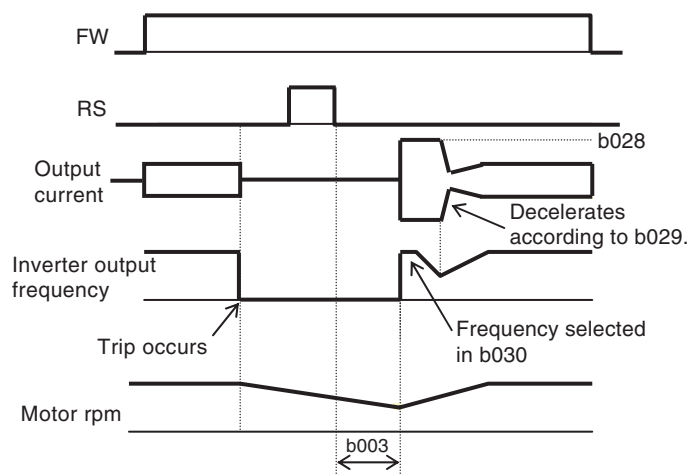 FW
RS
Output
current
b028
Decelerates
according to b029.
Inverter output
frequency
Trip occurs
Frequency selected
in b030
Motor rpm
b003